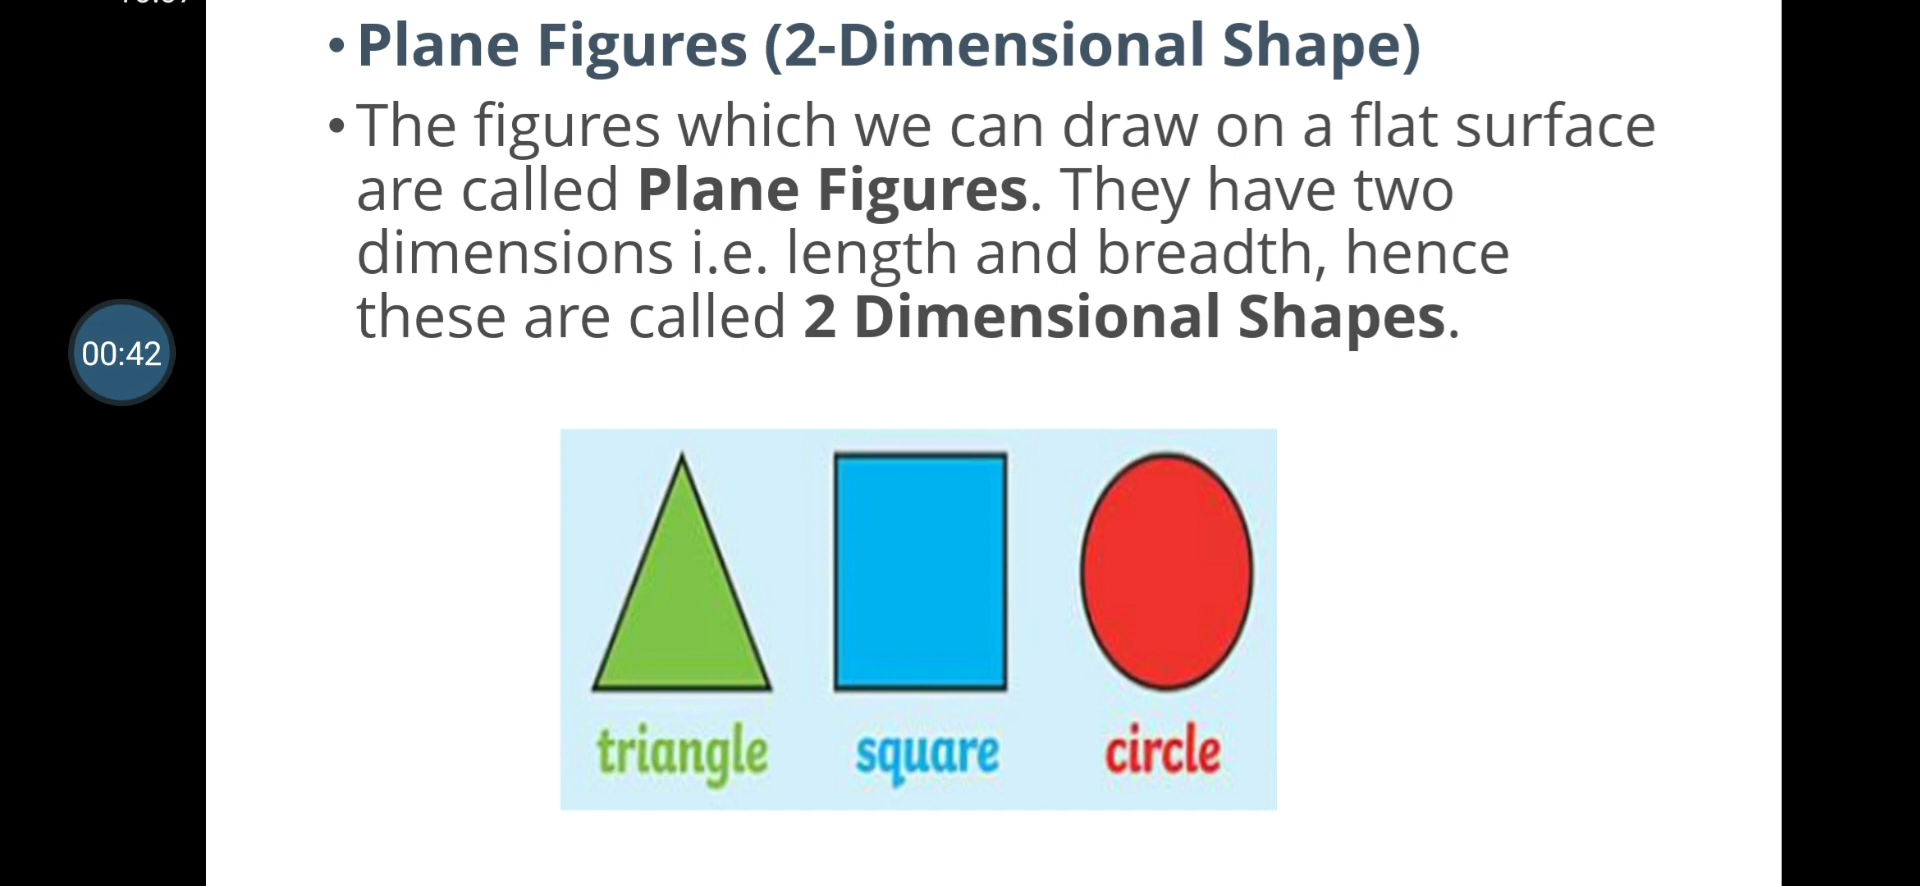 • Plane Figures (2-Dimensional Shape)
• The figures which we can draw on a flat surface
are called Plane Figures. They have two
dimensions i.e. length and breadth, hence
these are called 2 Dimensional Shapes.
00:42
triangle square circle